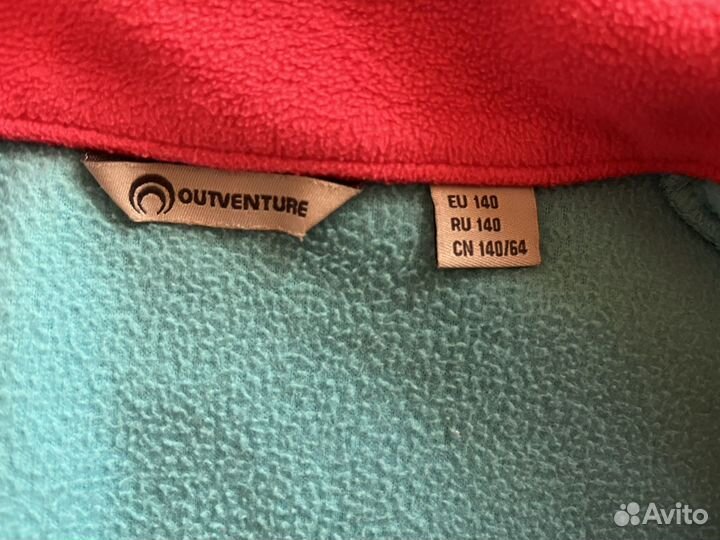 OUTVENTURE
EU 140
RU 140
CN 140/64
Avito